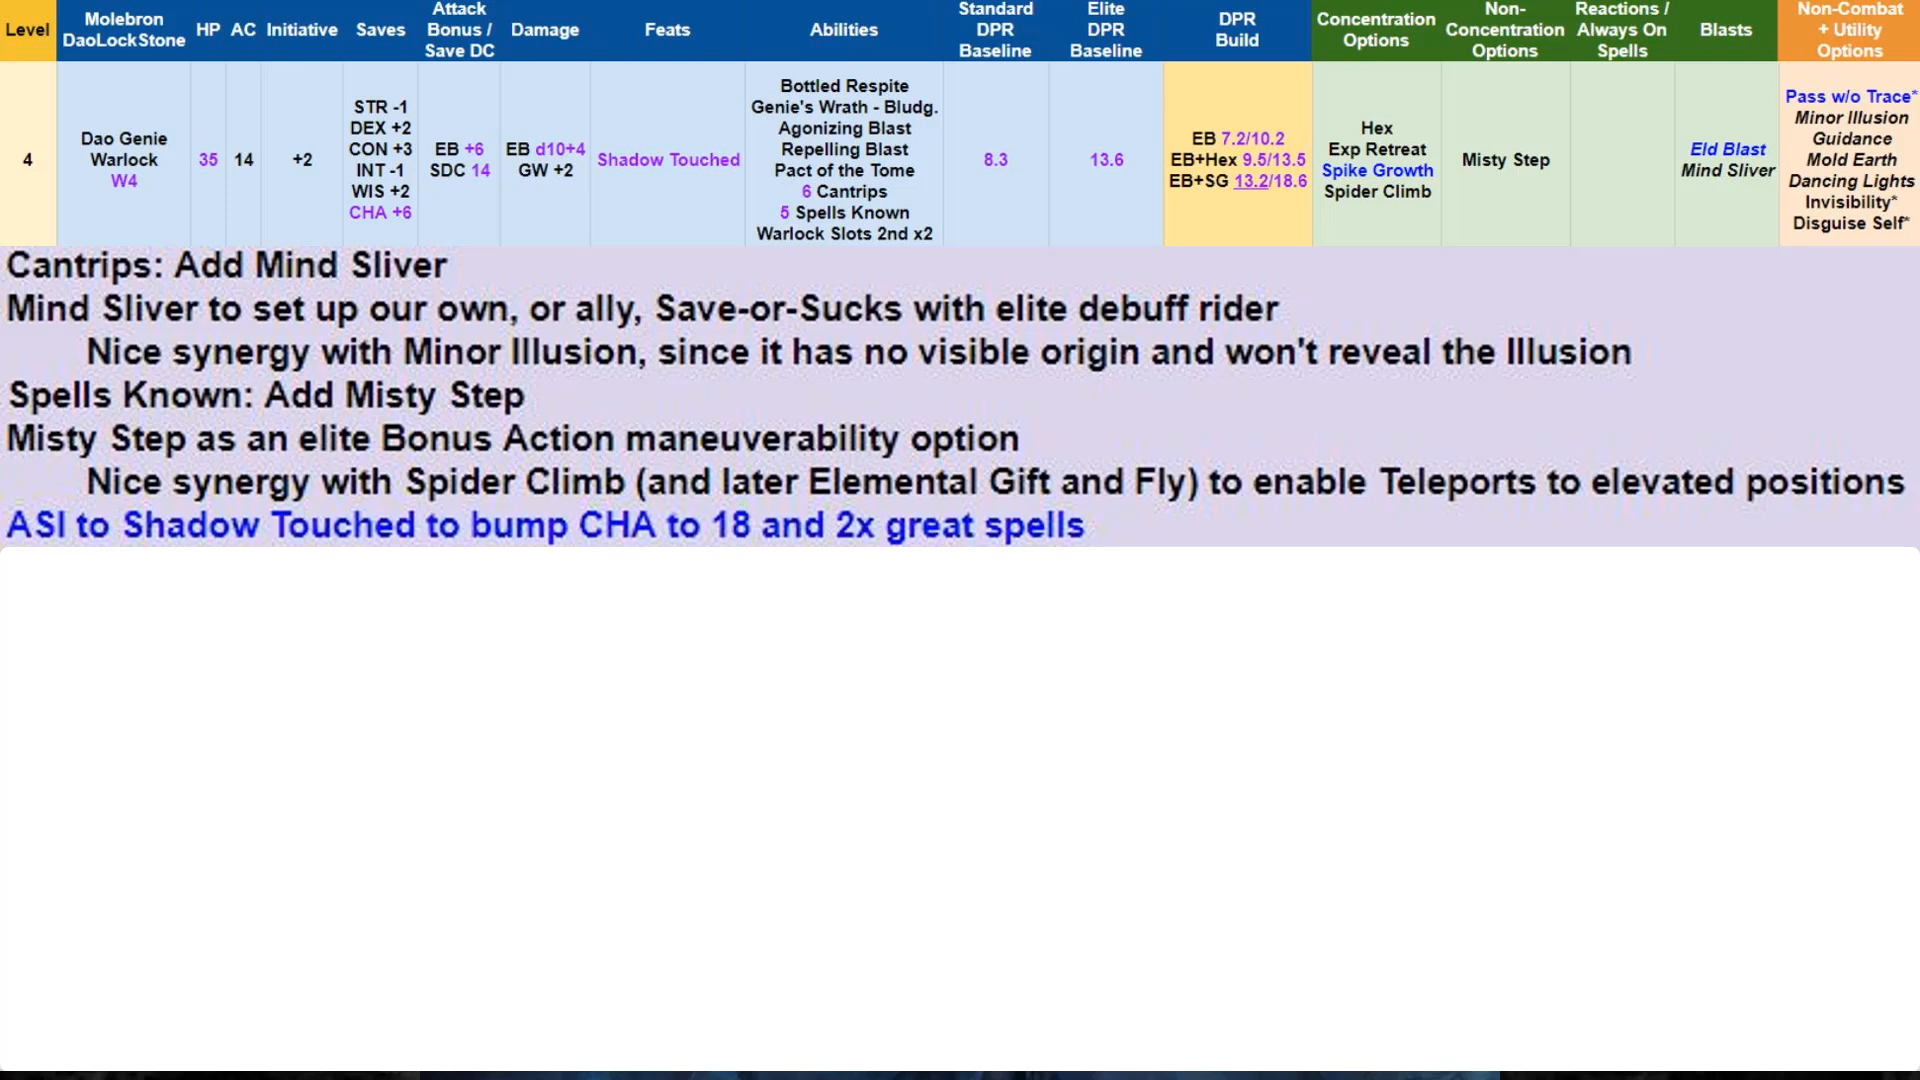 Level
Molebron
DaoLockStone
HP
AC
Initiative
Saves
Attack
Bonus /
Save DC
Damage
Feats
Abilities
Standard
DPR
Baseline
Elite
DPR
Baseline
DPR
Build
Concentration
Options
Non-
Concentration
Options
Reactions /
Always On
Spells
Blasts
Non-Combat
+ Utility
Options
4
Dao Genie
Warlock
W4
35
14
+2
STR -1
DEX +2
CON +3
INT -1
WIS +2
CHA +6
EB +6
SDC 14
EB d10+4
GW +2
Shadow Touched
Bottled Respite
Genie's Wrath - Bludg.
Agonizing Blast
Repelling Blast
Pact of the Tome
6 Cantrips
5 Spells Known
Warlock Slots 2nd x2
8.3
13.6
EB 7.2/10.2
EB+Hex 9.5/13.5
EB+SG 13.2/18.6
Hex
Exp Retreat
Spike Growth
Spider Climb
Misty Step
Eld Blast
Mind Sliver
Pass w/o Trace*
Minor Illusion
Guidance
Mold Earth
Dancing Lights
Invisibility*
Disguise Self*
Cantrips: Add Mind Sliver
Mind Sliver to set up our own, or ally, Save-or-Sucks with elite debuff rider
Nice synergy with Minor Illusion, since it has no visible origin and won't reveal the Illusion
Spells Known: Add Misty Step
Misty Step as an elite Bonus Action maneuverability option
Nice synergy with Spider Climb (and later Elemental Gift and Fly) to enable Teleports to elevated positions
ASI to Shadow Touched to bump CHA to 18 and 2x great spells